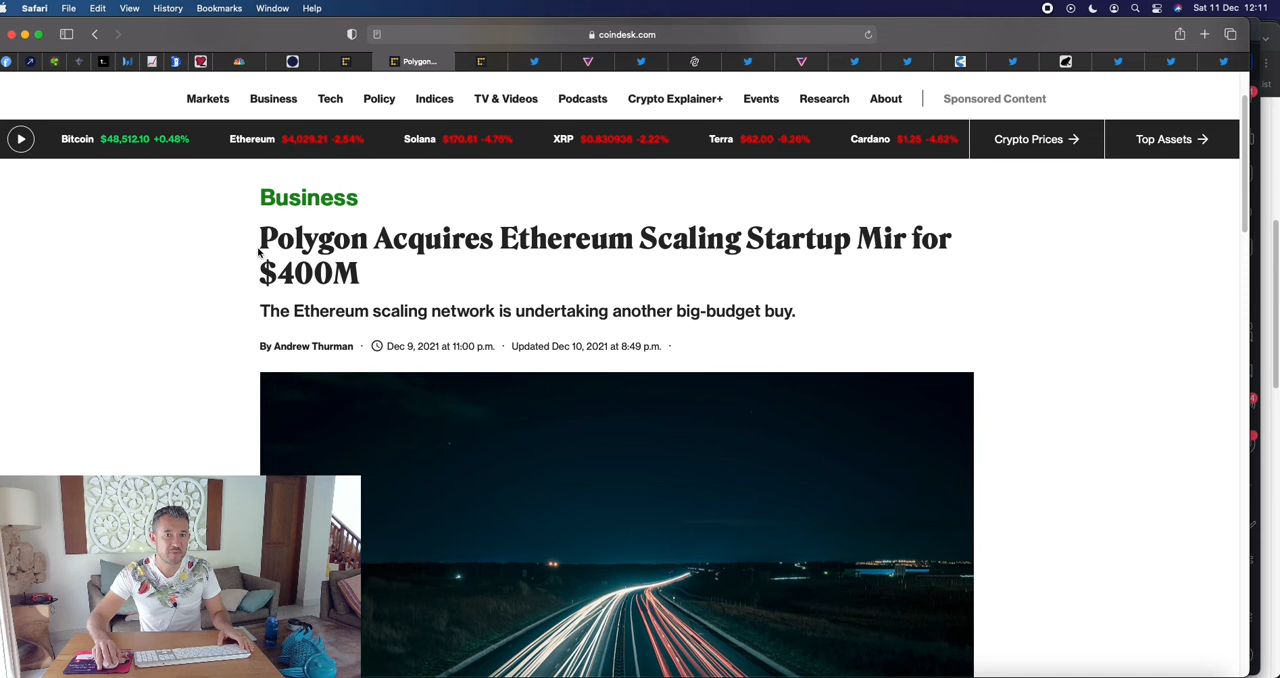 Safari File Edit View History Bookmarks Window Help Sat 11 Dec 12:11
coindesk.com
Polygon...
Markets Business Tech Policy Indices TV & Videos Podcasts Crypto Explainer+ Events Research About Sponsored Content
Bitcoin $48,512.10 +0.48% Ethereum $4,029.21 -2.54% Solana $170.81 -4.75% XRP $0.830936 -2.22% Terra $62.00 -9.26% Cardano $1.25 -4.62% Crypto Prices → Top Assets →
Business
Polygon Acquires Ethereum Scaling Startup Mir for
$400M
The Ethereum scaling network is undertaking another big-budget buy.
By Andrew Thurman · Dec 9, 2021 at 11:00 p.m. · Updated Dec 10, 2021 at 8:49 p.m. ·